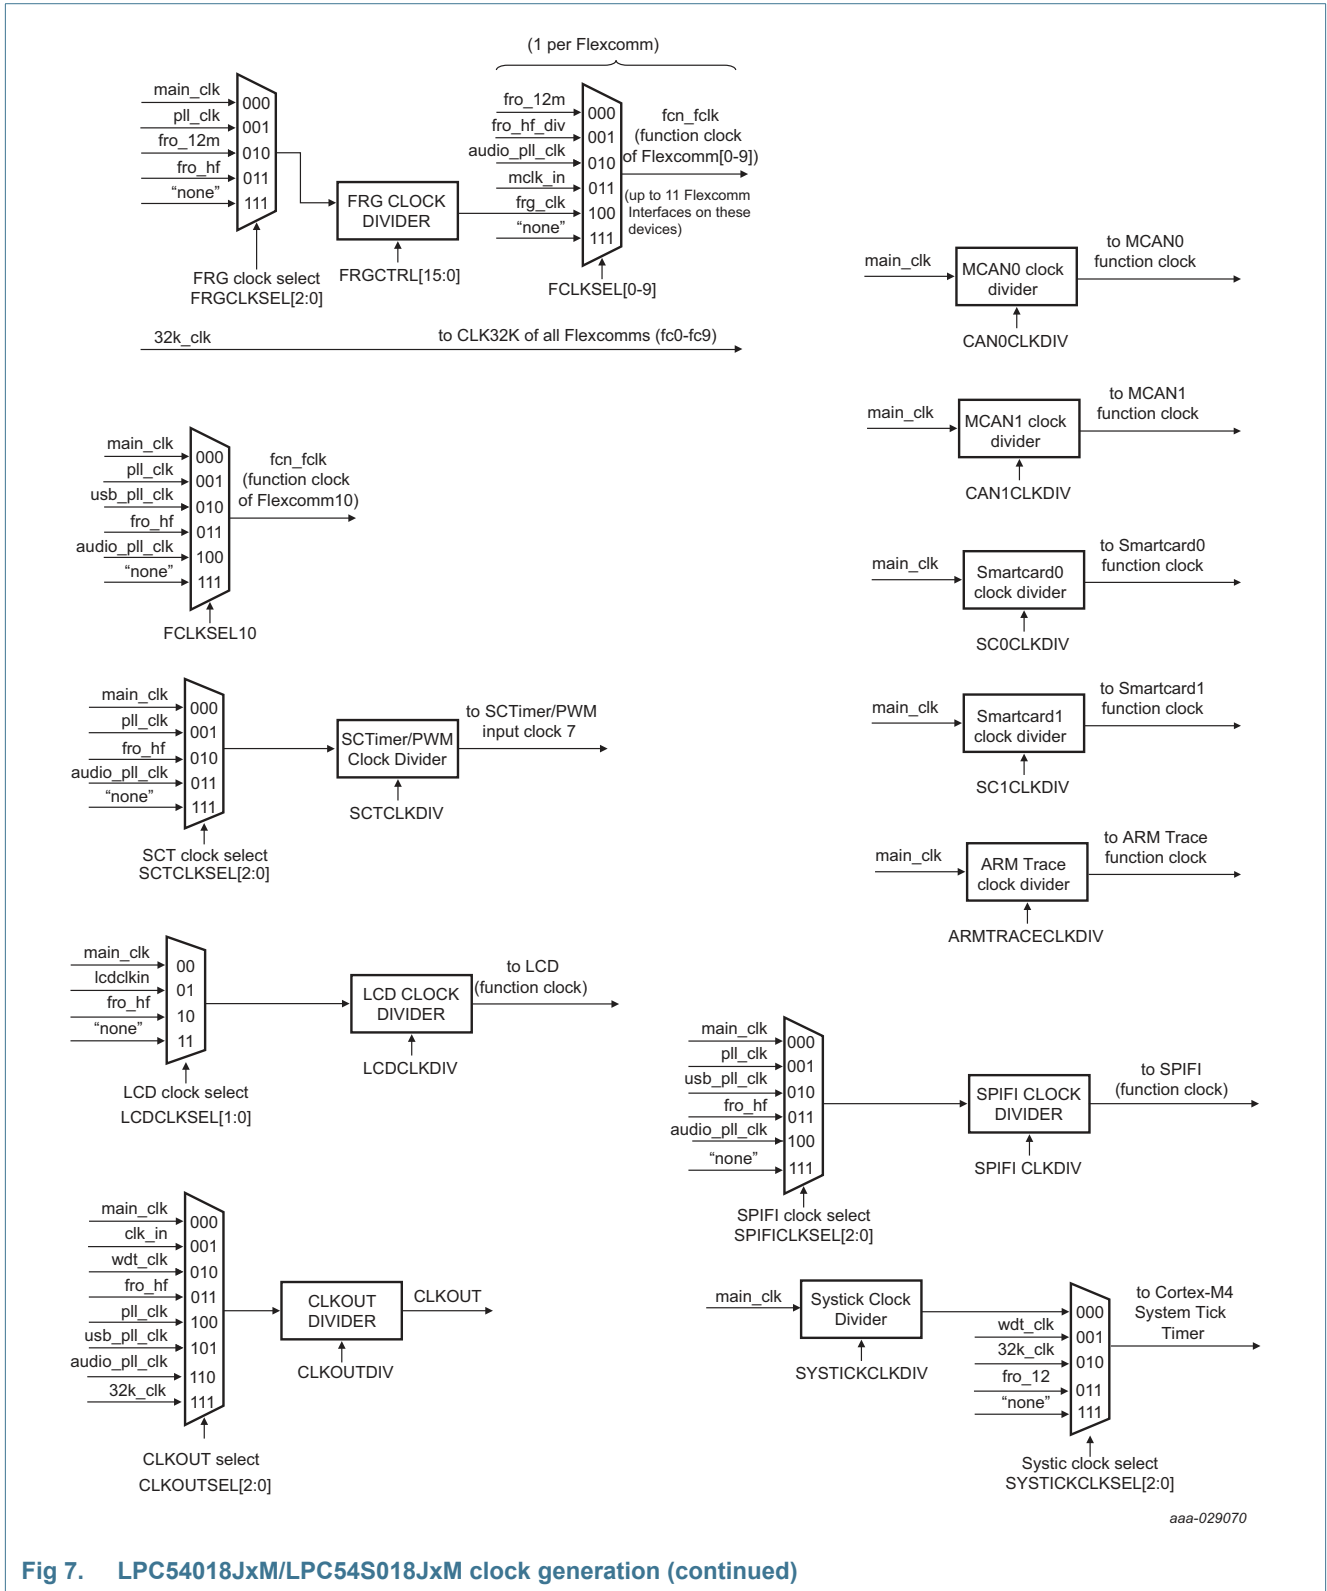 (1 per Flexcomm)
main_clk
000
pll_clk
001
fro_12m
010
fro_hf
011
“none”
111
FRG clock select
FRGCLKSEL[2:0]
FRG CLOCK
DIVIDER
FRGCTRL[15:0]
fro_12m
000
fro_hf_div
001
audio_pll_clk
010
mclk_in
011
frg_clk
100
“none”
111
FCLKSEL[0-9]
fcn_fclk
(function clock
of Flexcomm[0-9])
(up to 11 Flexcomm
Interfaces on these
devices)
32k_clk
to CLK32K of all Flexcomms (fc0-fc9)
main_clk
MCAN0 clock
divider
to MCAN0
function clock
CAN0CLKDIV
main_clk
MCAN1 clock
divider
to MCAN1
function clock
CAN1CLKDIV
main_clk
000
pll_clk
001
usb_pll_clk
010
fro_hf
011
audio_pll_clk
100
“none”
111
FCLKSEL10
fcn_fclk
(function clock
of Flexcomm10)
main_clk
Smartcard0
clock divider
to Smartcard0
function clock
SC0CLKDIV
main_clk
Smartcard1
clock divider
to Smartcard1
function clock
SC1CLKDIV
main_clk
000
pll_clk
001
fro_hf
010
audio_pll_clk
011
“none”
111
SCT clock select
SCTCLKSEL[2:0]
SCTimer/PWM
Clock Divider
SCTCLKDIV
to SCTimer/PWM
input clock 7
main_clk
ARM Trace
clock divider
to ARM Trace
function clock
ARMTRACECLKDIV
main_clk
00
lcdclkin
01
fro_hf
10
“none”
11
LCD clock select
LCDCLKSEL[1:0]
LCD CLOCK
DIVIDER
LCDCLKDIV
to LCD
(function clock)
main_clk
000
pll_clk
001
usb_pll_clk
010
fro_hf
011
audio_pll_clk
100
“none”
111
SPIFI clock select
SPIFICLKSEL[2:0]
SPIFI CLOCK
DIVIDER
SPIFI CLKDIV
to SPIFI
(function clock)
main_clk
000
clk_in
001
wdt_clk
010
fro_hf
011
pll_clk
100
usb_pll_clk
101
audio_pll_clk
110
32k_clk
111
CLKOUT select
CLKOUTSEL[2:0]
CLKOUT
DIVIDER
CLKOUTDIV
CLKOUT
main_clk
Systick Clock
Divider
SYSTICKCLKDIV
000
wdt_clk
001
32k_clk
010
fro_12
011
“none”
111
Systic clock select
SYSTICKCLKSEL[2:0]
to Cortex-M4
System Tick
Timer
aaa-029070
Fig 7. LPC54018JxM/LPC54S018JxM clock generation (continued)